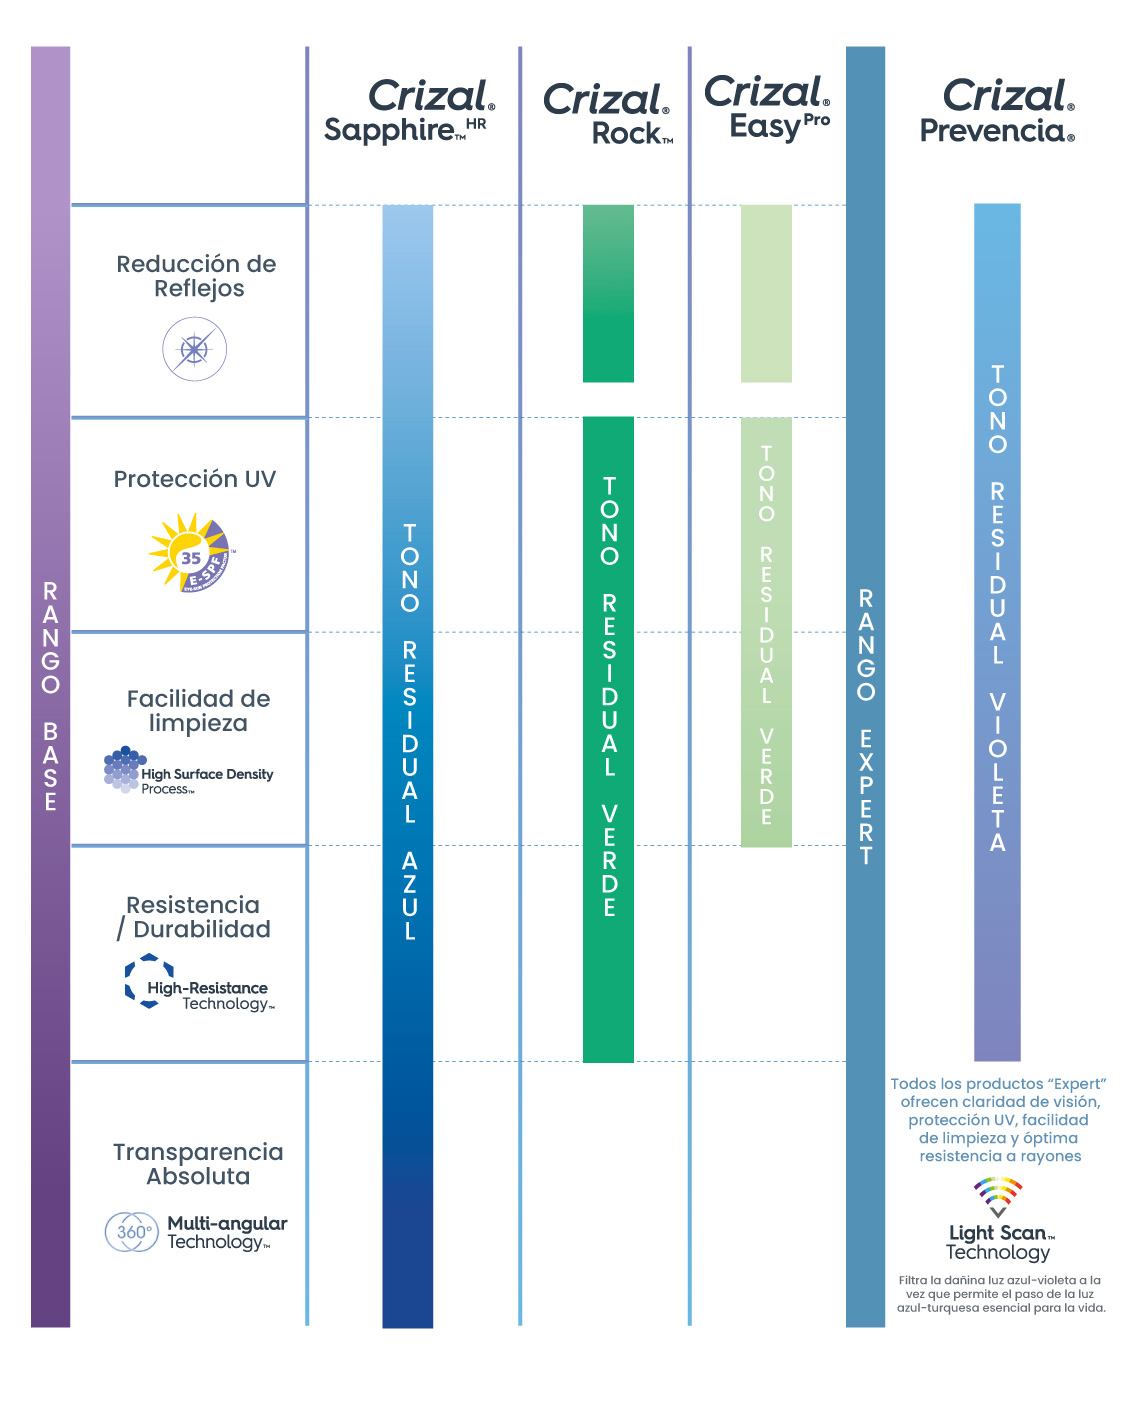 Crizal®
Sapphire™ HR
Crizal®
Rock™
Crizal®
Easy Pro
Crizal®
Prevencia®
RANGO BASE
Reducción de
Reflejos
Protección UV
35
E-SPF
EYE-SUN PROTECTION FACTOR
™
Facilidad de
limpieza
High Surface Density
Process™
Resistencia
/ Durabilidad
High-Resistance
Technology™
Transparencia
Absoluta
360°
Multi-angular
Technology™
TONO RESIDUAL AZUL
TONO RESIDUAL VERDE
TONO RESIDUAL VERDE
RANGO EXPERT
TONO RESIDUAL VIOLETA
Todos los productos “Expert”
ofrecen claridad de visión,
protección UV, facilidad
de limpieza y óptima
resistencia a rayones
Light Scan™
Technology
Filtra la dañina luz azul-violeta a la
vez que permite el paso de la luz
azul-turquesa esencial para la vida.